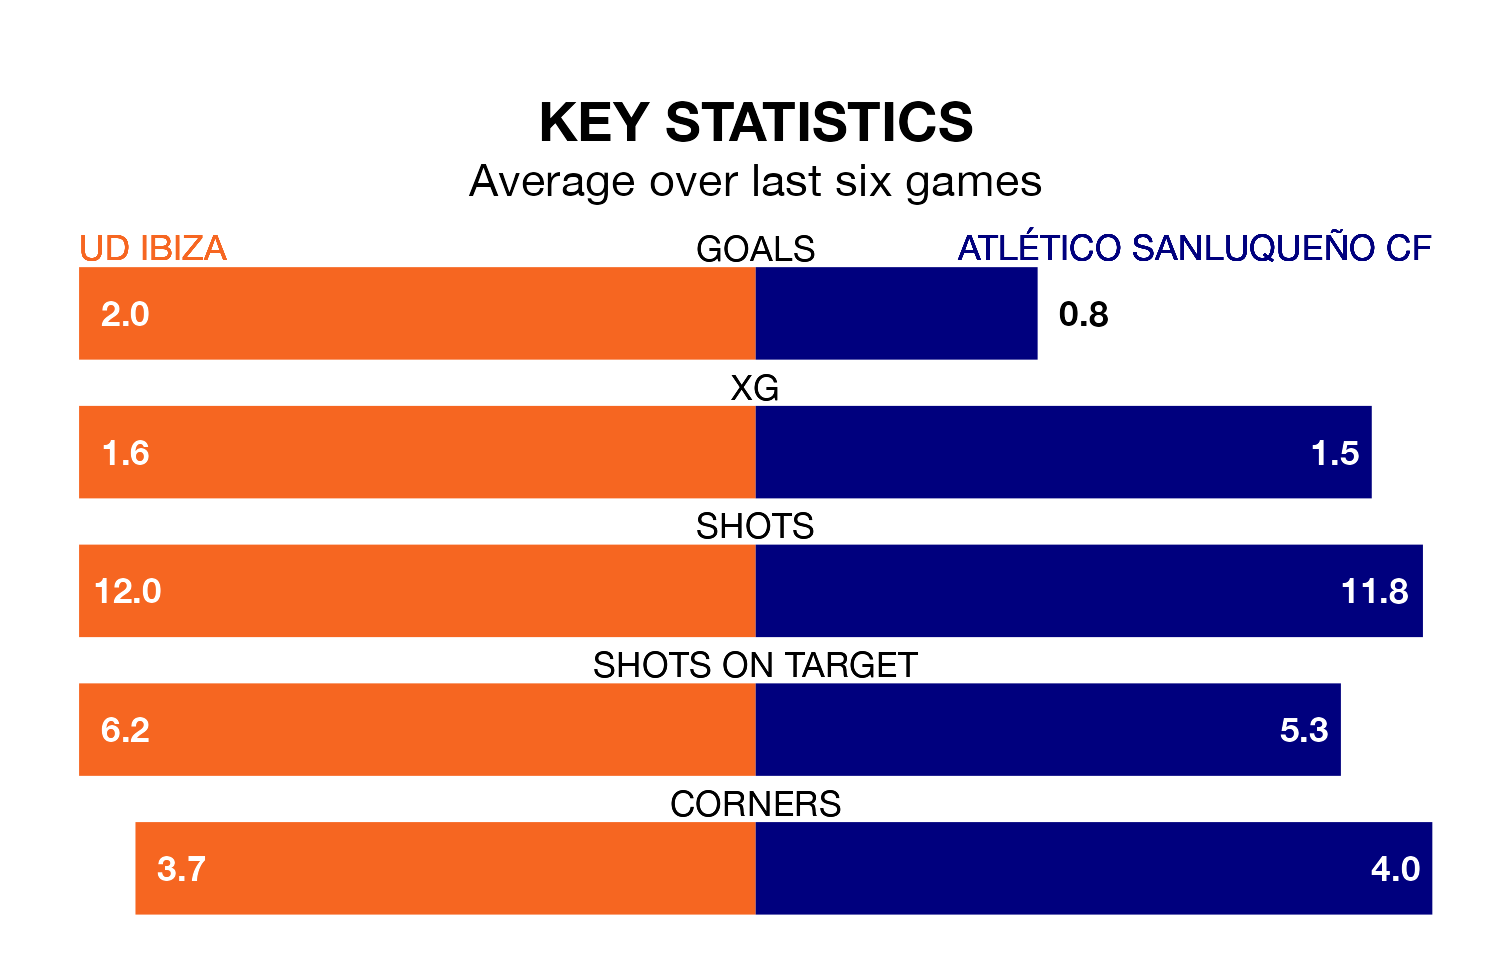 KEY STATISTICS
Average over last six games
UD IBIZA GOALS ATLÉTICO SANLUQUEÑO CF
2.0 0.8
XG
1.6 1.5
SHOTS
12.0 11.8
SHOTS ON TARGET
6.2 5.3
CORNERS
3.7 4.0